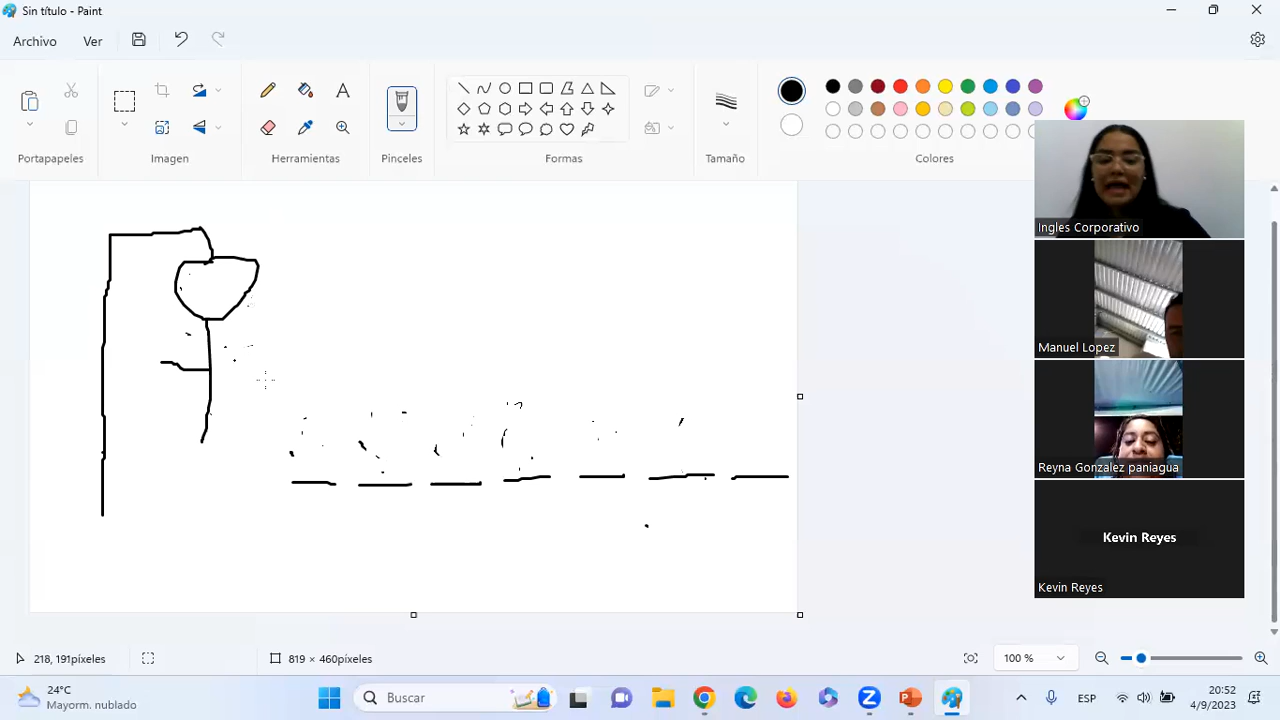 Sin título - Paint
Archivo Ver
Portapapeles Imagen Herramientas Pinceles Formas Tamaño Colores
Ingles Corporativo
Manuel Lopez
Reyna Gonzalez paniagua
Kevin Reyes
Kevin Reyes
218, 191píxeles 819 × 460píxeles 100 %
24°C
Mayorm. nublado
Buscar
ESP
20:52
4/9/2023